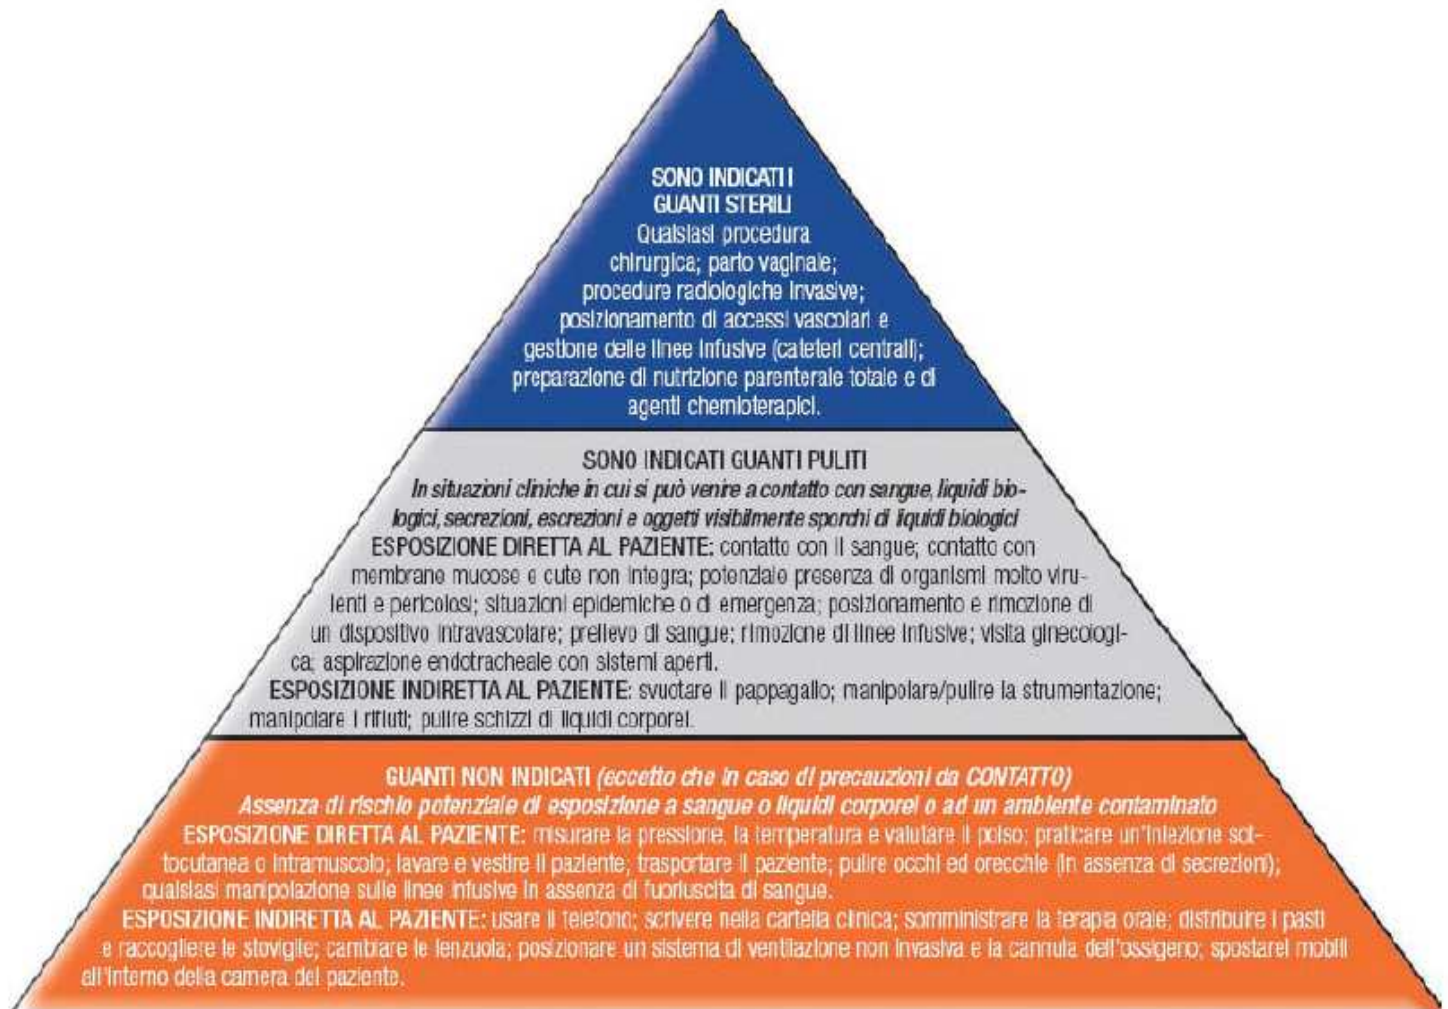 SONO INDICATI I
GUANTI STERILI
Qualsiasi procedura
chirurgica; parto vaginale;
procedure radiologiche invasive;
posizionamento di accessi vascolari e
gestione delle linee infusive (cateteri centrali);
preparazione di nutrizione parenterale totale e di
agenti chemioterapici.
SONO INDICATI GUANTI PULITI
In situazioni cliniche in cui si può venire a contatto con sangue, liquidi bio-
logici, secrezioni, escrezioni e oggetti visibilmente sporchi di liquidi biologici
ESPOSIZIONE DIRETTA AL PAZIENTE: contatto con il sangue; contatto con
membrane mucose e cute non integra; potenziale presenza di organismi molto viru-
lenti e pericolosi; situazioni epidemiche o di emergenza; posizionamento e rimozione di
un dispositivo intravascolare; prelievo di sangue; rimozione di linee infusive; visita ginecologi-
ca; aspirazione endotracheale con sistemi aperti.
ESPOSIZIONE INDIRETTA AL PAZIENTE: svuotare il pappagallo; manipolare/pulire la strumentazione;
manipolare i rifiuti; pulire schizzi di liquidi corporei.
GUANTI NON INDICATI (eccetto che in caso di precauzioni da CONTATTO)
Assenza di rischio potenziale di esposizione a sangue o liquidi corporei o ad un ambiente contaminato
ESPOSIZIONE DIRETTA AL PAZIENTE: misurare la pressione, la temperatura e valutare il polso; praticare un'iniezione sot-
tocutanea o intramuscolo; lavare e vestire il paziente; trasportare il paziente; pulire occhi ed orecchie (in assenza di secrezioni);
qualsiasi manipolazione sulle linee infusive in assenza di fuoriuscita di sangue.
ESPOSIZIONE INDIRETTA AL PAZIENTE: usare il telefono; scrivere nella cartella clinica; somministrare la terapia orale; distribuire i pasti
e raccogliere le stoviglie; cambiare le lenzuola; posizionare un sistema di ventilazione non invasiva e la cannula dell'ossigeno; spostarei mobili
all'interno della camera del paziente.